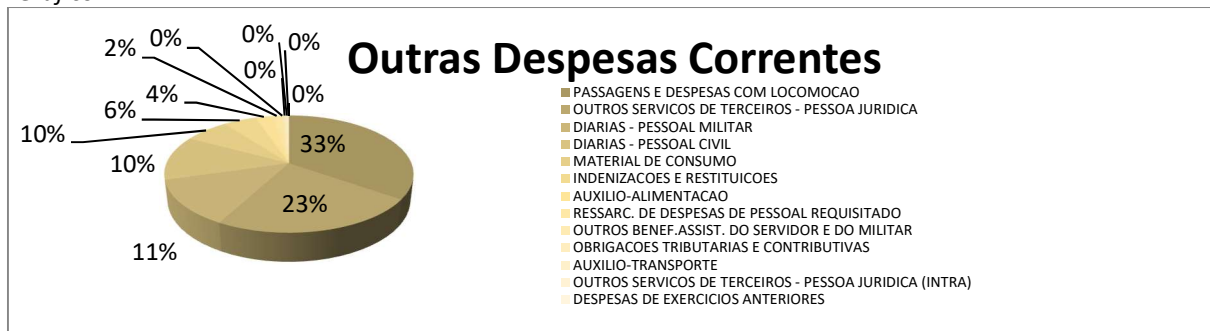 Outras Despesas Correntes
0%
0%
0%
2%
0%
4%
0%
6%
10%
10%
33%
23%
11%
PASSAGENS E DESPESAS COM LOCOMOCAO
OUTROS SERVICOS DE TERCEIROS - PESSOA JURIDICA
DIARIAS - PESSOAL MILITAR
DIARIAS - PESSOAL CIVIL
MATERIAL DE CONSUMO
INDENIZACOES E RESTITUICOES
AUXILIO-ALIMENTACAO
RESSARC. DE DESPESAS DE PESSOAL REQUISITADO
OUTROS BENEF.ASSIST. DO SERVIDOR E DO MILITAR
OBRIGACOES TRIBUTARIAS E CONTRIBUTIVAS
AUXILIO-TRANSPORTE
OUTROS SERVICOS DE TERCEIROS - PESSOA JURIDICA (INTRA)
DESPESAS DE EXERCICIOS ANTERIORES